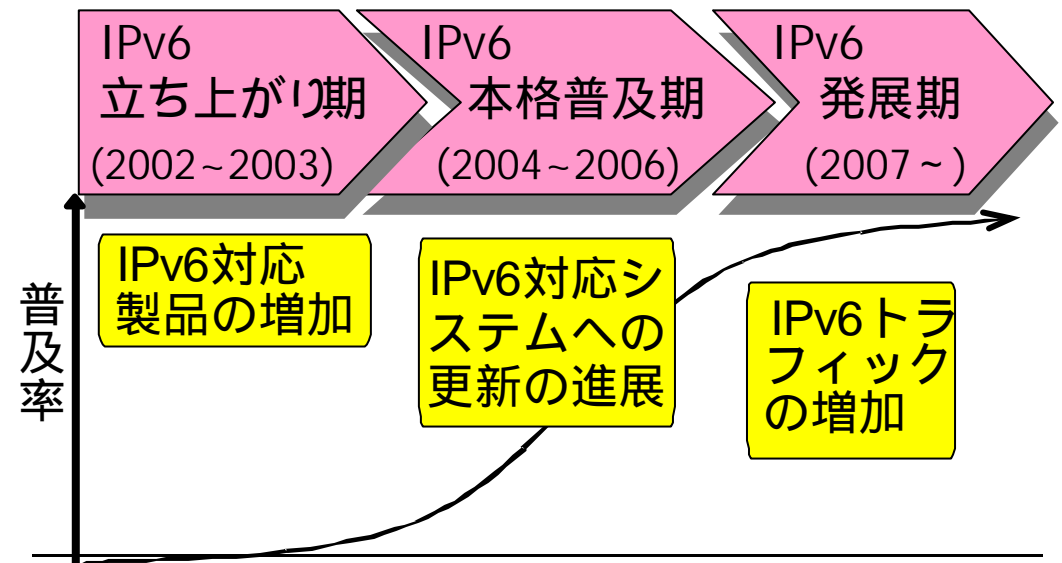 IPv6
立ち上がり期
(2002~2003)
IPv6
本格普及期
(2004~2006)
IPv6
発展期
(2007~)
普及率
IPv6対応
製品の増加
IPv6対応シ
ステムへの
更新の進展
IPv6トラ
フィック
の増加